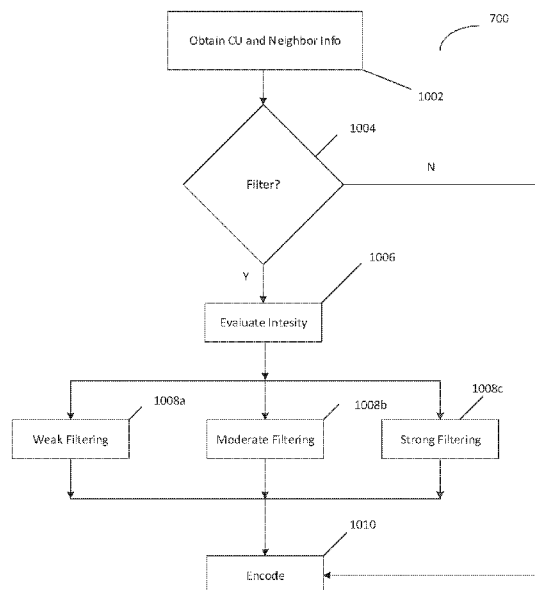 Obtain CU and Neighbor Info
700
1002
1004
Filter?
N
Y
1006
Evaluate Intesity
1008a
1008b
1008c
Weak Filtering
Moderate Filtering
Strong Filtering
1010
Encode